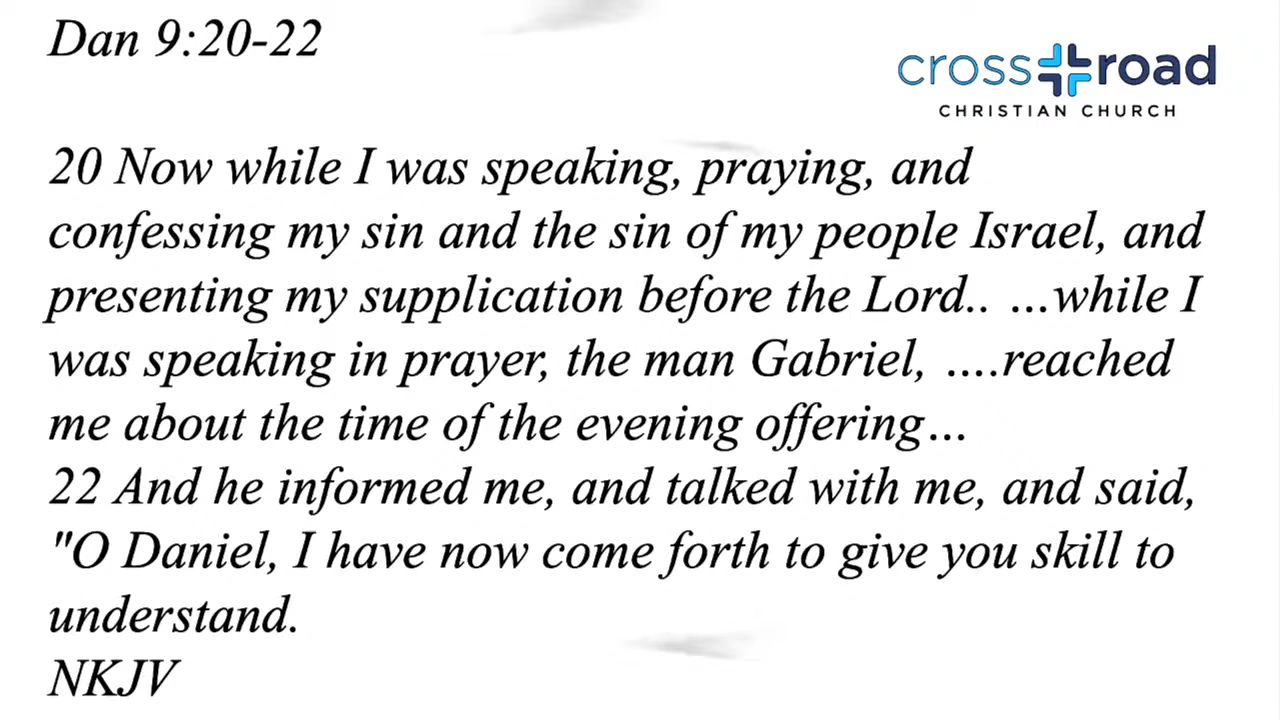 Dan 9:20-22
cross road
CHRISTIAN CHURCH
20 Now while I was speaking, praying, and
confessing my sin and the sin of my people Israel, and
presenting my supplication before the Lord.. ...while I
was speaking in prayer, the man Gabriel, ....reached
me about the time of the evening offering...
22 And he informed me, and talked with me, and said,
"O Daniel, I have now come forth to give you skill to
understand.
NKJV